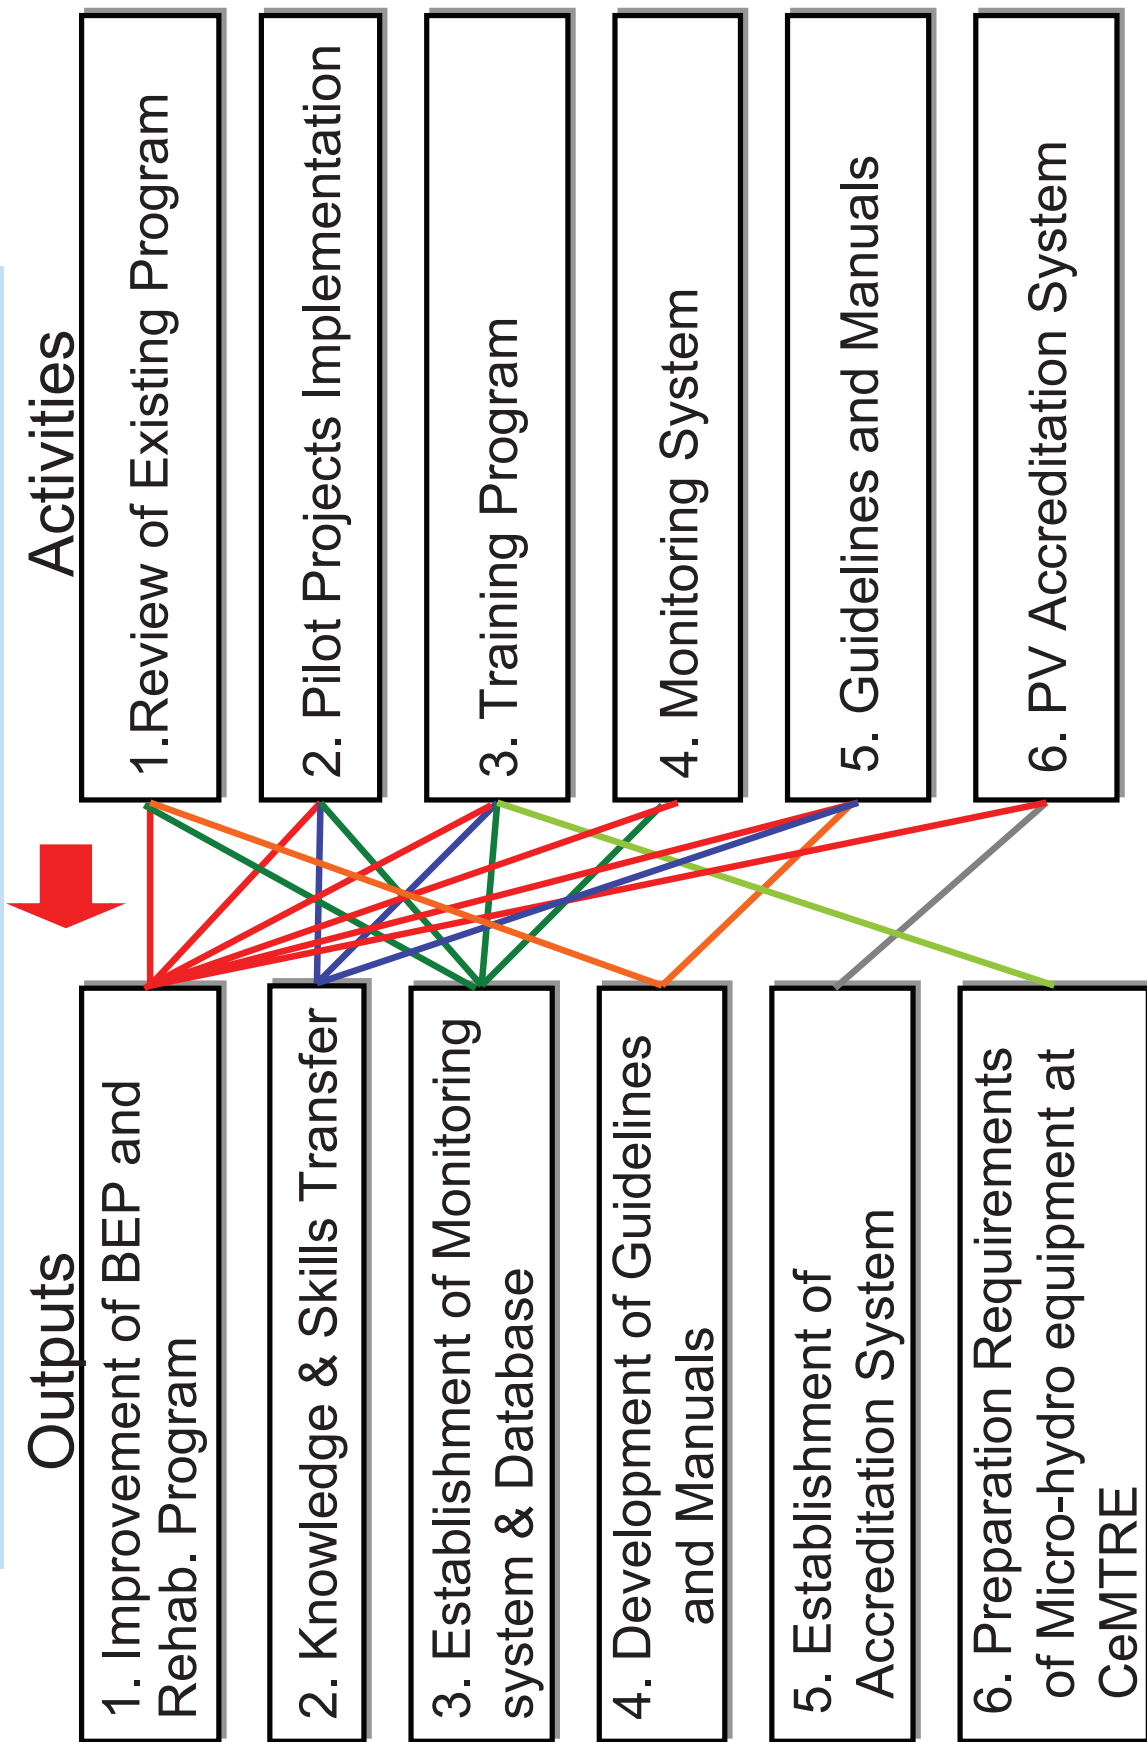 Outputs
1. Improvement of BEP and
Rehab. Program
2. Knowledge & Skills Transfer
3. Establishment of Monitoring
system & Database
4. Development of Guidelines
and Manuals
5. Establishment of
Accreditation System
6. Preparation Requirements
of Micro-hydro equipment at
CeMTRE
Activities
1.Review of Existing Program
2. Pilot Projects Implementation
3. Training Program
4. Monitoring System
5. Guidelines and Manuals
6. PV Accreditation System